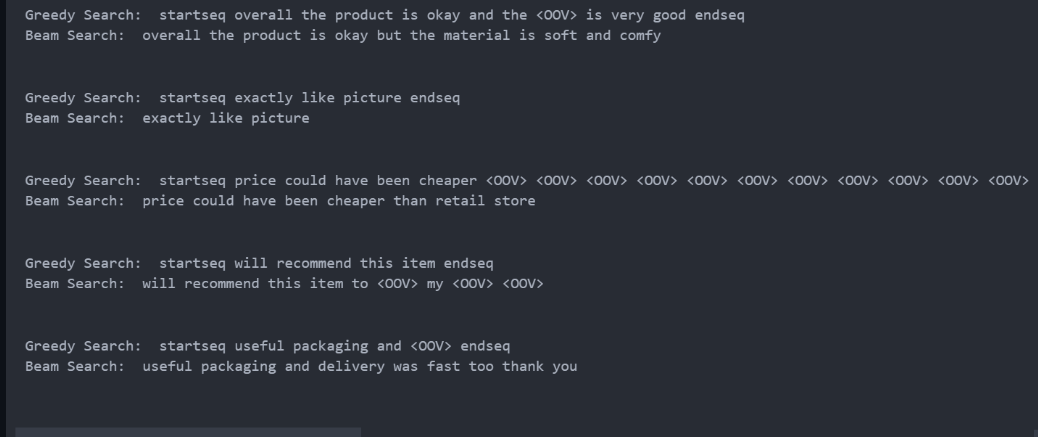 Greedy Search:  startseq overall the product is okay and the <OOV> is very good endseq
Beam Search:  overall the product is okay but the material is soft and comfy
Greedy Search:  startseq exactly like picture endseq
Beam Search:  exactly like picture
Greedy Search:  startseq price could have been cheaper <OOV> <OOV> <OOV> <OOV> <OOV> <OOV> <OOV> <OOV> <OOV> <OOV> <OOV>
Beam Search:  price could have been cheaper than retail store
Greedy Search:  startseq will recommend this item endseq
Beam Search:  will recommend this item to <OOV> my <OOV> <OOV>
Greedy Search:  startseq useful packaging and <OOV> endseq
Beam Search:  useful packaging and delivery was fast too thank you